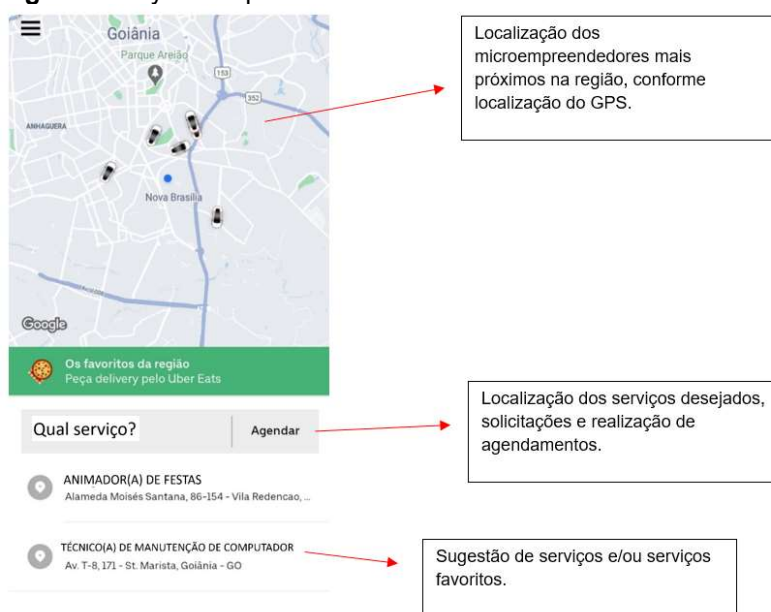 Goiânia
Parque Areião
153
352
ANHAGUERA
Nova Brasília
Google
Os favoritos da região
Peça delivery pelo Uber Eats
Qual serviço?
Agendar
ANIMADOR(A) DE FESTAS
Alameda Moisés Santana, 86-154 - Vila Redencao, ...
TÉCNICO(A) DE MANUTENÇÃO DE COMPUTADOR
Av. T-8, 171 - St. Marista, Goiânia - GO
Localização dos
microempreendedores mais
próximos na região, conforme
localização do GPS.
Localização dos serviços desejados,
solicitações e realização de
agendamentos.
Sugestão de serviços e/ou serviços
favoritos.